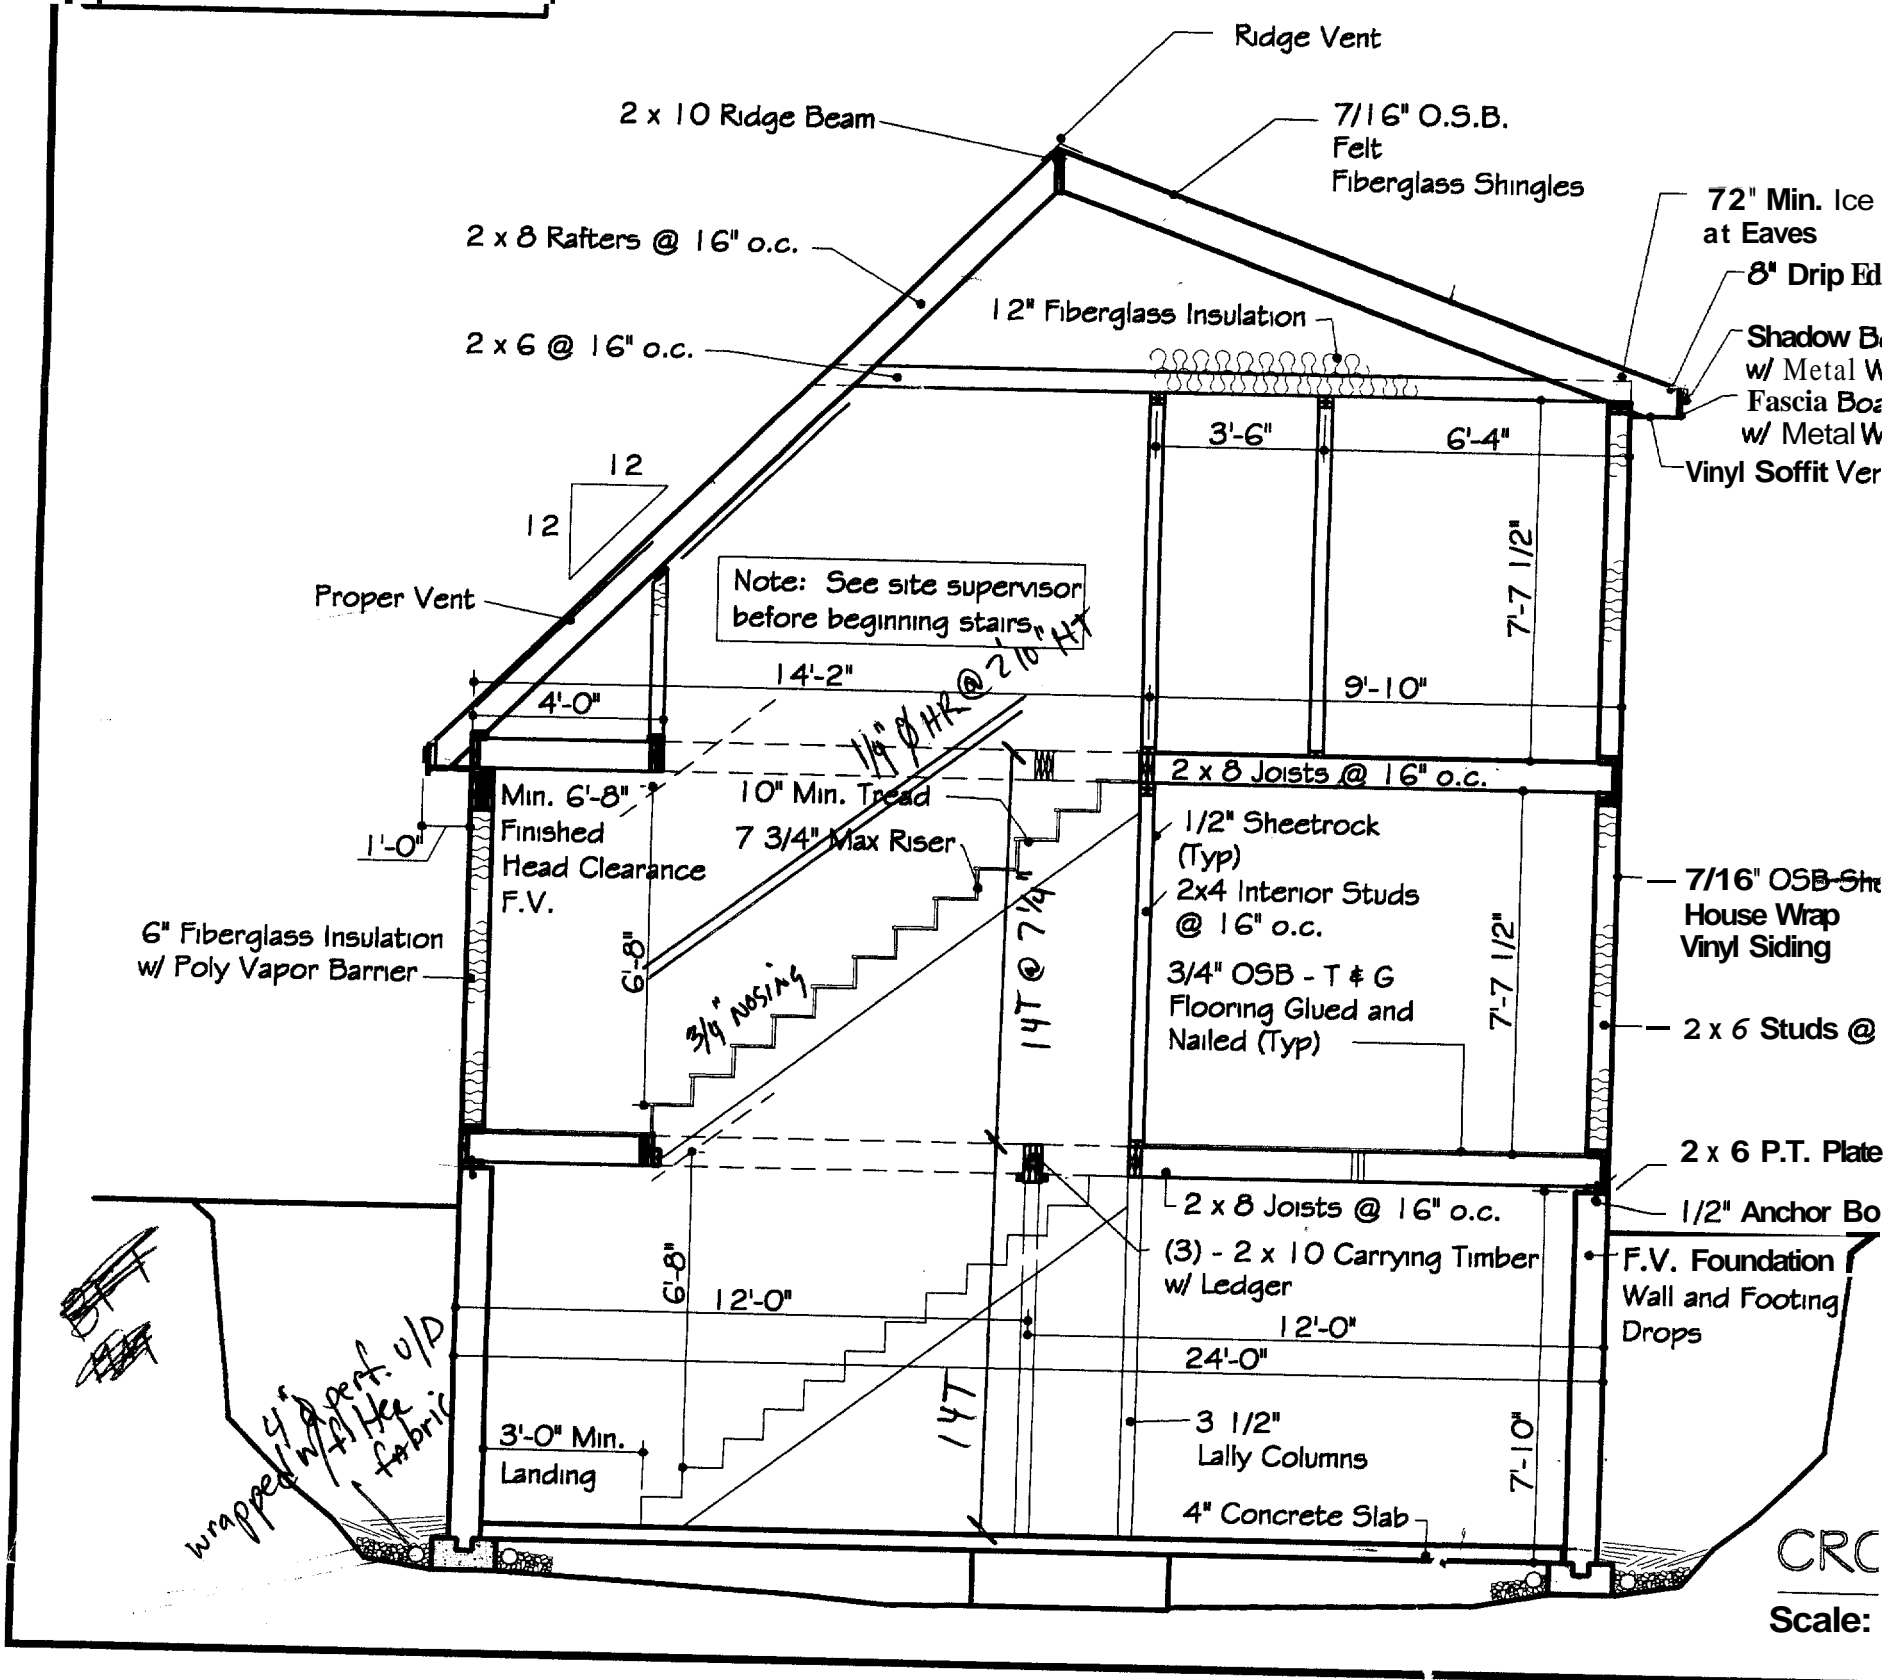 Ridge Vent
2 x 10 Ridge Beam
7/16" O.S.B.
Felt
Fiberglass Shingles
72" Min. Ice
at Eaves
2 x 8 Rafters @ 16" o.c.
8" Drip Ed
12" Fiberglass Insulation
2 x 6 @ 16" o.c.
Shadow Bo
w/ Metal W
Fascia Boa
w/ Metal W
Vinyl Soffit Ver
3'-6"
6'-4"
12
12
7'-7 1/2"
Proper Vent
Note: See site supervisor
before beginning stairs.
1/4" Ø HR @ 2'10" HT
14'-2"
9'-10"
4'-0"
2 x 8 Joists @ 16" o.c.
Min. 6'-8"
Finished
Head Clearance
F.V.
10" Min. Tread
7 3/4" Max Riser
1'-0"
1/2" Sheetrock
(Typ)
2x4 Interior Studs
@ 16" o.c.
7/16" OSB She
House Wrap
Vinyl Siding
6" Fiberglass Insulation
w/ Poly Vapor Barrier
6'-8"
3/4" NOSING
14T @ 7 1/4"
3/4" OSB - T & G
Flooring Glued and
Nailed (Typ)
7'-7 1/2"
2 x 6 Studs @
2 x 6 P.T. Plate
2 x 8 Joists @ 16" o.c.
1/2" Anchor Bo
(3) - 2 x 10 Carrying Timber
w/ Ledger
F.V. Foundation
Wall and Footing
Drops
6'-8"
12'-0"
12'-0"
24'-0"
4" Ø perf. U/D
wrapped w/ filter
fabric
14T
3'-0" Min.
Landing
3 1/2"
Lally Columns
7'-10"
4" Concrete Slab
CRO
Scale: